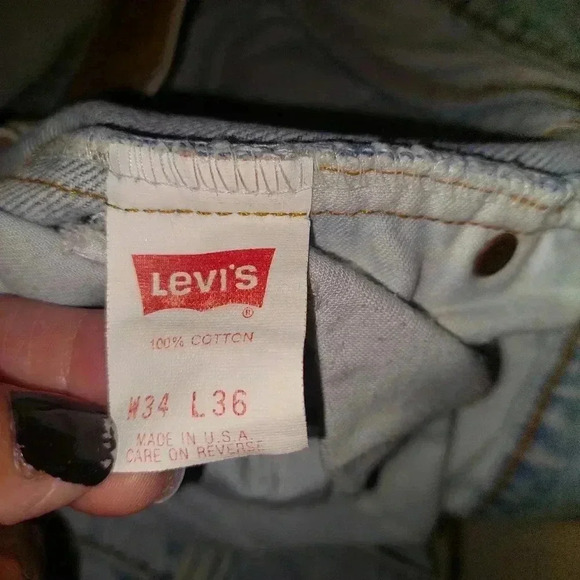 Levi's ®
100% COTTON
W34 L36
MADE IN U.S.A.
CARE ON REVERSE